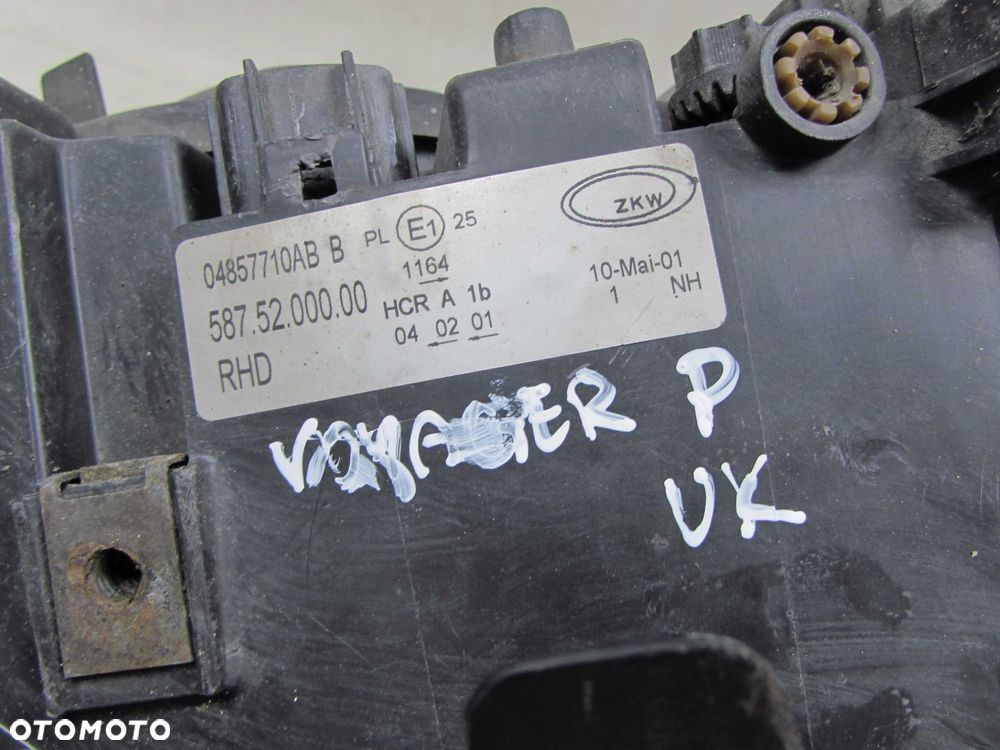 04857710AB B PL E1 25 ZKW
1164
587.52.000.00 HCR A 1b 10-Mai-01
04 02 01 1 NH
RHD
VOYAGER P
UK
OTOMOTO